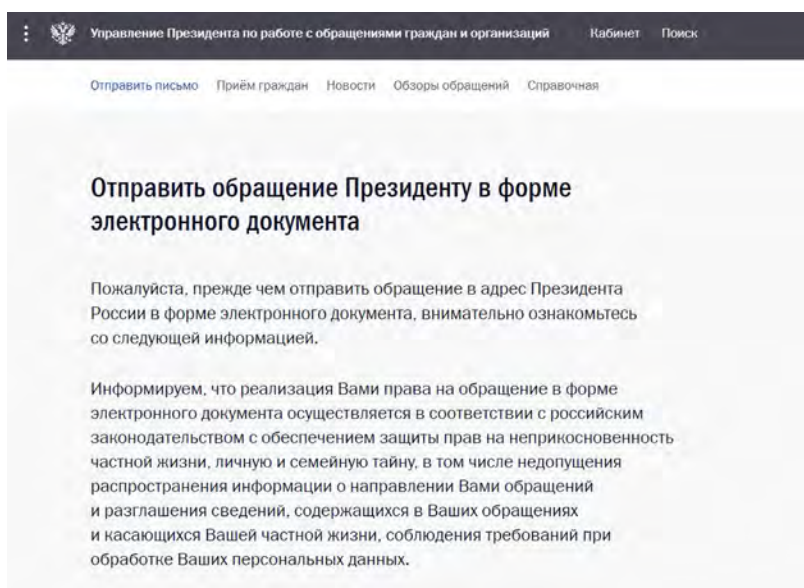 Управление Президента по работе с обращениями граждан и организаций Кабинет Поиск
Отправить письмо Приём граждан Новости Обзоры обращений Справочная
Отправить обращение Президенту в форме
электронного документа
Пожалуйста, прежде чем отправить обращение в адрес Президента
России в форме электронного документа, внимательно ознакомьтесь
со следующей информацией.
Информируем, что реализация Вами права на обращение в форме
электронного документа осуществляется в соответствии с российским
законодательством с обеспечением защиты прав на неприкосновенность
частной жизни, личную и семейную тайну, в том числе недопущения
распространения информации о направлении Вами обращений
и разглашения сведений, содержащихся в Ваших обращениях
и касающихся Вашей частной жизни, соблюдения требований при
обработке Ваших персональных данных.